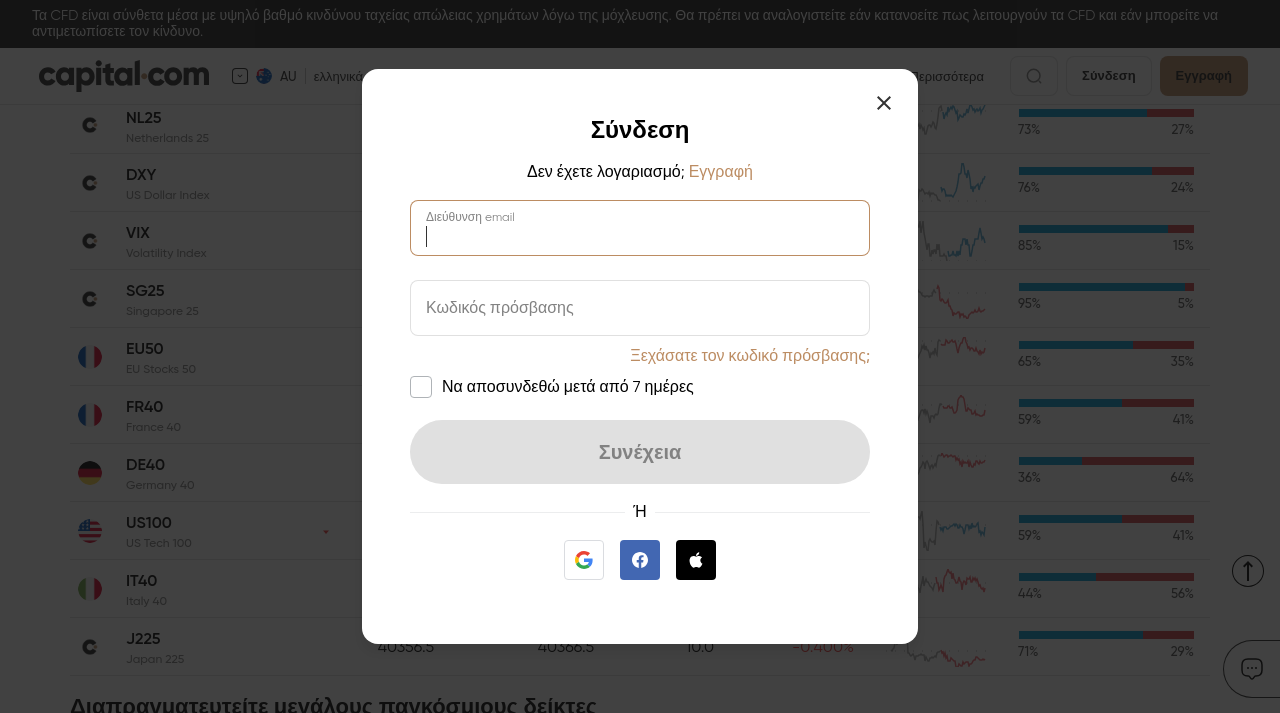 Τα CFD είναι σύνθετα μέσα με υψηλό βαθμό κινδύνου ταχείας απώλειας χρημάτων λόγω της μόχλευσης. Θα πρέπει να αναλογιστείτε εάν κατανοείτε πως λειτουργούν τα CFD και εάν μπορείτε να
αντιμετωπίσετε τον κίνδυνο.
capital.com AU ελληνικά Περισσότερα Σύνδεση Εγγραφή
NL25
Netherlands 25
73% 27%
DXY
US Dollar Index
76% 24%
VIX
Volatility Index
85% 15%
SG25
Singapore 25
95% 5%
EU50
EU Stocks 50
65% 35%
FR40
France 40
59% 41%
DE40
Germany 40
36% 64%
US100
US Tech 100
59% 41%
IT40
Italy 40
44% 56%
J225
Japan 225
40356.5 40366.5 10.0 -0.400%
71% 29%
Διαπραγματευτείτε μεγάλους παγκόσμιους δείκτες
Σύνδεση
Δεν έχετε λογαριασμό; Εγγραφή
Διεύθυνση email
Κωδικός πρόσβασης
Ξεχάσατε τον κωδικό πρόσβασης;
Να αποσυνδεθώ μετά από 7 ημέρες
Συνέχεια
Ή